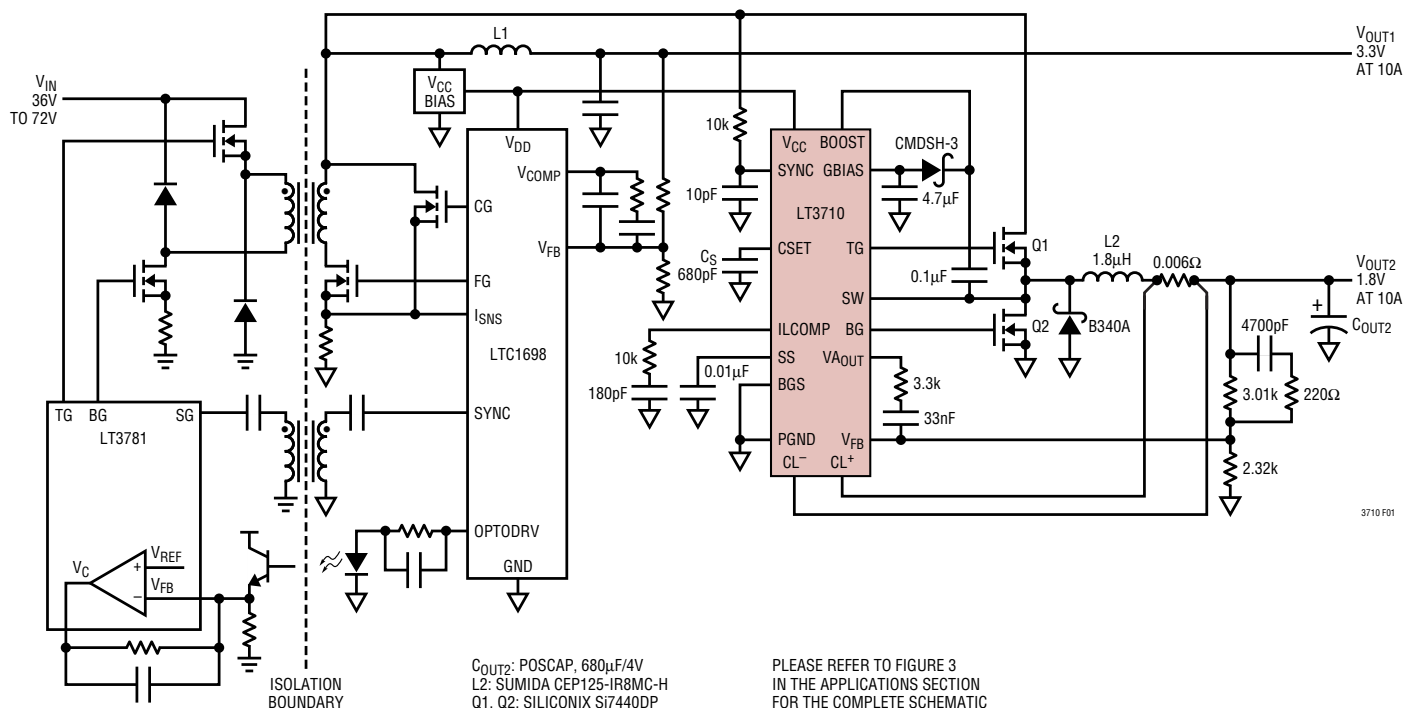 L1
VOUT1
3.3V
AT 10A
VIN
36V
TO 72V
VCC
BIAS
10k
10pF
VDD
VCOMP
CG
VFB
FG
ISNS
LTC1698
SYNC
OPTODRV
GND
VCC BOOST
SYNC GBIAS
LT3710
CSET TG
SW
ILCOMP BG
SS VAOUT
BGS
PGND VFB
CL– CL+
CMDSH-3
4.7µF
CS
680pF
Q1
0.1µF
Q2
L2
1.8µH
0.006Ω
B340A
VOUT2
1.8V
AT 10A
+
COUT2
4700pF
3.01k
220Ω
2.32k
10k
180pF
0.01µF
3.3k
33nF
TG BG SG
LT3781
VC
VREF
+
VFB
–
ISOLATION
BOUNDARY
COUT2: POSCAP, 680µF/4V
L2: SUMIDA CEP125-IR8MC-H
Q1, Q2: SILICONIX Si7440DP
PLEASE REFER TO FIGURE 3
IN THE APPLICATIONS SECTION
FOR THE COMPLETE SCHEMATIC
3710 F01